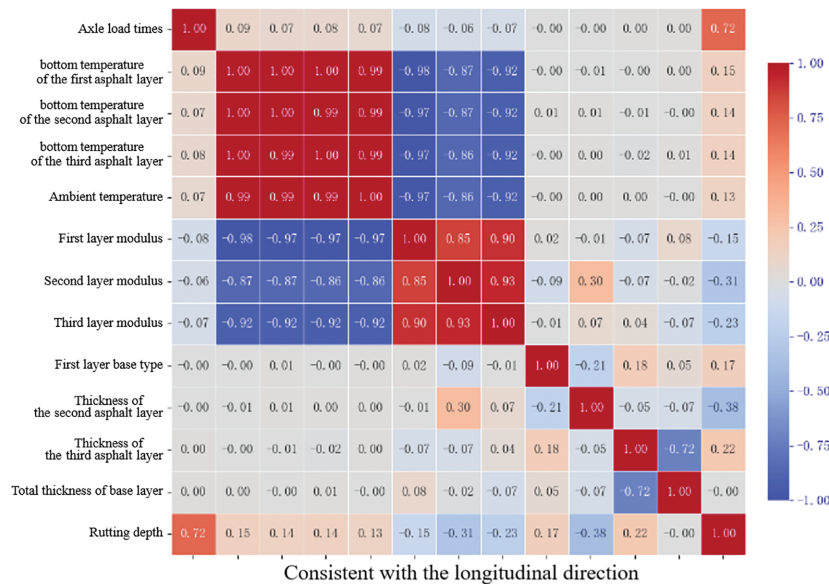 Axle load times 1.00 0.09 0.07 0.08 0.07 -0.08 -0.06 -0.07 -0.00 -0.00 0.00 0.00 0.72
bottom temperature
of the first asphalt layer 0.09 1.00 1.00 1.00 0.99 -0.98 -0.87 -0.92 -0.00 -0.01 -0.00 0.00 0.15
bottom temperature
of the second asphalt layer 0.07 1.00 1.00 0.99 0.99 -0.97 -0.87 -0.92 0.01 0.01 -0.01 -0.00 0.14
bottom temperature
of the third asphalt layer 0.08 1.00 0.99 1.00 0.99 -0.97 -0.86 -0.92 -0.00 0.00 -0.02 0.01 0.14
Ambient temperature 0.07 0.99 0.99 0.99 1.00 -0.97 -0.86 -0.92 -0.00 0.00 0.00 -0.00 0.13
First layer modulus -0.08 -0.98 -0.97 -0.97 -0.97 1.00 0.85 0.90 0.02 -0.01 -0.07 0.08 -0.15
Second layer modulus -0.06 -0.87 -0.87 -0.86 -0.86 0.85 1.00 0.93 -0.09 0.30 -0.07 -0.02 -0.31
Third layer modulus -0.07 -0.92 -0.92 -0.92 -0.92 0.90 0.93 1.00 -0.01 0.07 0.04 -0.07 -0.23
First layer base type -0.00 -0.00 0.01 -0.00 -0.00 0.02 -0.09 -0.01 1.00 -0.21 0.18 0.05 0.17
Thickness of
the second asphalt layer -0.00 -0.01 0.01 0.00 0.00 -0.01 0.30 0.07 -0.21 1.00 -0.05 -0.07 -0.38
Thickness of
the third asphalt layer 0.00 -0.00 -0.01 -0.02 0.00 -0.07 -0.07 0.04 0.18 -0.05 1.00 -0.72 0.22
Total thickness of base layer 0.00 0.00 -0.00 0.01 -0.00 0.08 -0.02 -0.07 0.05 -0.07 -0.72 1.00 -0.00
Rutting depth 0.72 0.15 0.14 0.14 0.13 -0.15 -0.31 -0.23 0.17 -0.38 0.22 -0.00 1.00
Consistent with the longitudinal direction
1.00
0.75
0.50
0.25
0.00
-0.25
-0.50
-0.75
-1.00